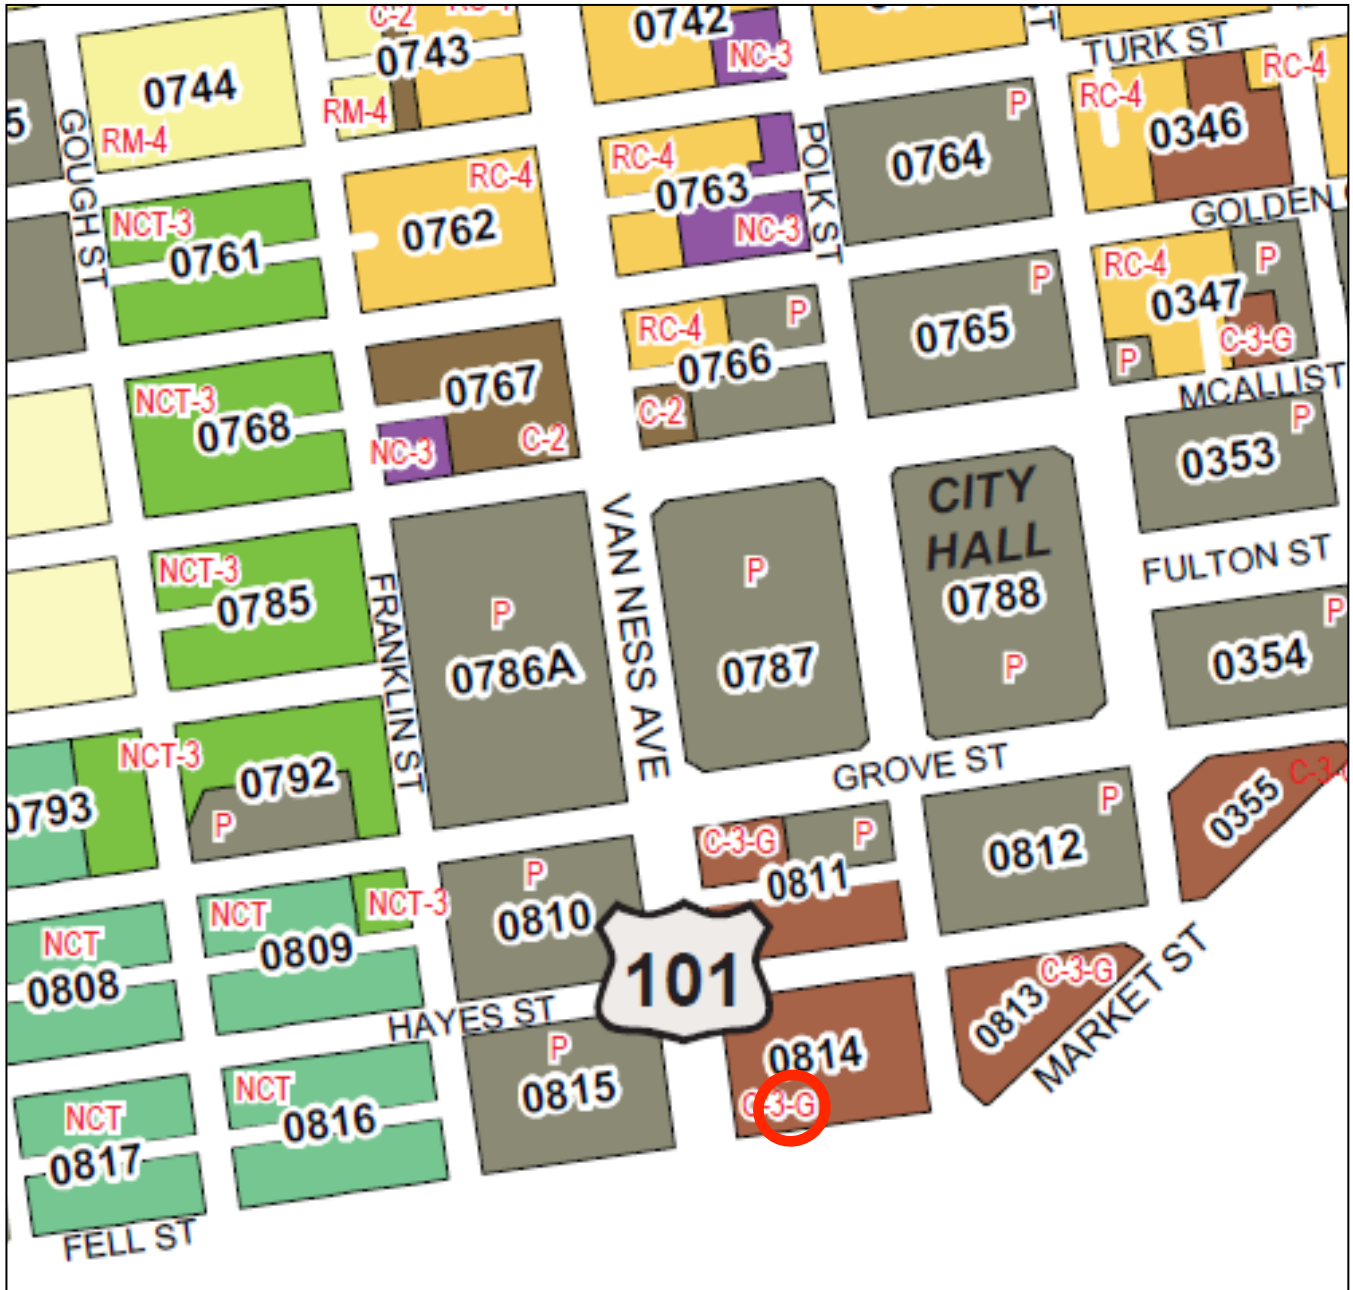 C-2
0742
0743
NC-3
TURK ST
RC-4
0744
RM-4
RM-4
RC-4
0346
P
5
GOUGH ST
POLK ST
0764
RC-4
0763
NC-3
RC-4
0762
GOLDEN
NCT-3
0761
RC-4
P
0347
C-3-G
P
P
0765
RC-4
P
0766
C-2
MCALLIST
NCT-3
0768
0767
NC-3
C-2
P
0353
CITY
HALL
0788
P
VAN NESS AVE
P
0787
FULTON ST
NCT-3
0785
FRANKLIN ST
P
0786A
P
0354
NCT-3
0793
0792
P
GROVE ST
C-3-
0355
C-3-G
P
0811
P
0812
P
0810
NCT
NCT-3
0809
NCT
0808
101
HAYES ST
C-3-G
0813
MARKET ST
P
0815
0814
C-3-G
NCT
0816
NCT
0817
FELL ST